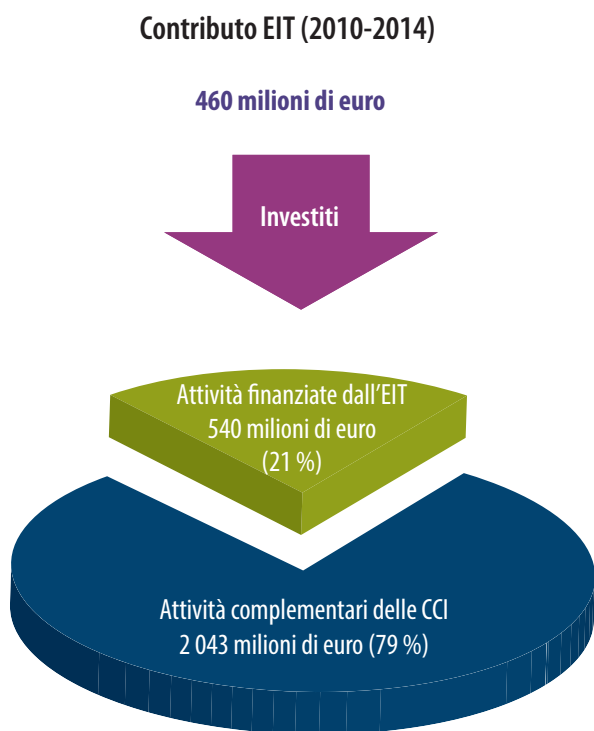 Contributo EIT (2010-2014)
460 milioni di euro
Investiti
Attività finanziate dall'EIT
540 milioni di euro
(21 %)
Attività complementari delle CCI
2 043 milioni di euro (79 %)